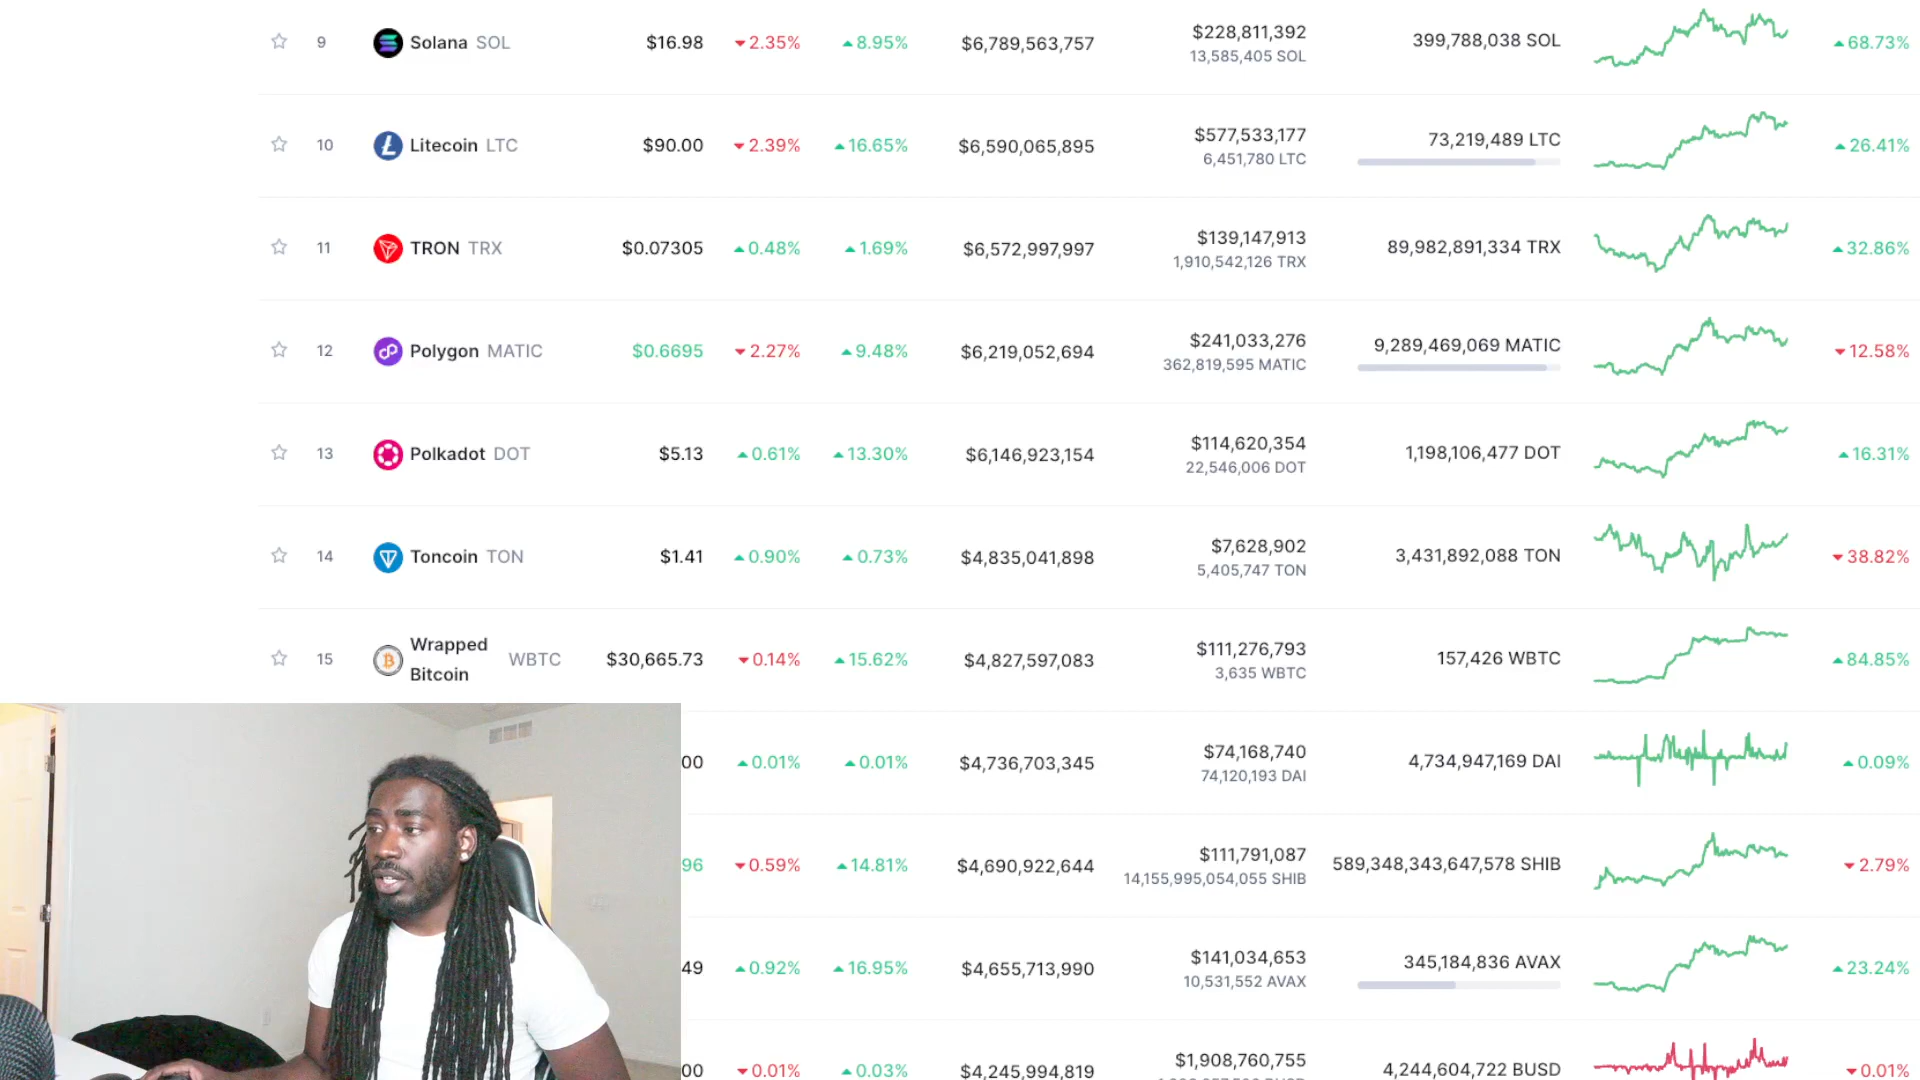 9 Solana SOL $16.98 2.35% 8.95% $6,789,563,757 $228,811,392 399,788,038 SOL 68.73%
13,585,405 SOL
10 Litecoin LTC $90.00 2.39% 16.65% $6,590,065,895 $577,533,177 73,219,489 LTC 26.41%
6,451,780 LTC
11 TRON TRX $0.07305 0.48% 1.69% $6,572,997,997 $139,147,913 89,982,891,334 TRX 32.86%
1,910,542,126 TRX
12 Polygon MATIC $0.6695 2.27% 9.48% $6,219,052,694 $241,033,276 9,289,469,069 MATIC 12.58%
362,819,595 MATIC
13 Polkadot DOT $5.13 0.61% 13.30% $6,146,923,154 $114,620,354 1,198,106,477 DOT 16.31%
22,546,006 DOT
14 Toncoin TON $1.41 0.90% 0.73% $4,835,041,898 $7,628,902 3,431,892,088 TON 38.82%
5,405,747 TON
15 Wrapped Bitcoin WBTC $30,665.73 0.14% 15.62% $4,827,597,083 $111,276,793 157,426 WBTC 84.85%
3,635 WBTC
00 0.01% 0.01% $4,736,703,345 $74,168,740 4,734,947,169 DAI 0.09%
74,120,193 DAI
96 0.59% 14.81% $4,690,922,644 $111,791,087 589,348,343,647,578 SHIB 2.79%
14,155,995,054,055 SHIB
49 0.92% 16.95% $4,655,713,990 $141,034,653 345,184,836 AVAX 23.24%
10,531,552 AVAX
00 0.01% 0.03% $4,245,994,819 $1,908,760,755 4,244,604,722 BUSD 0.01%